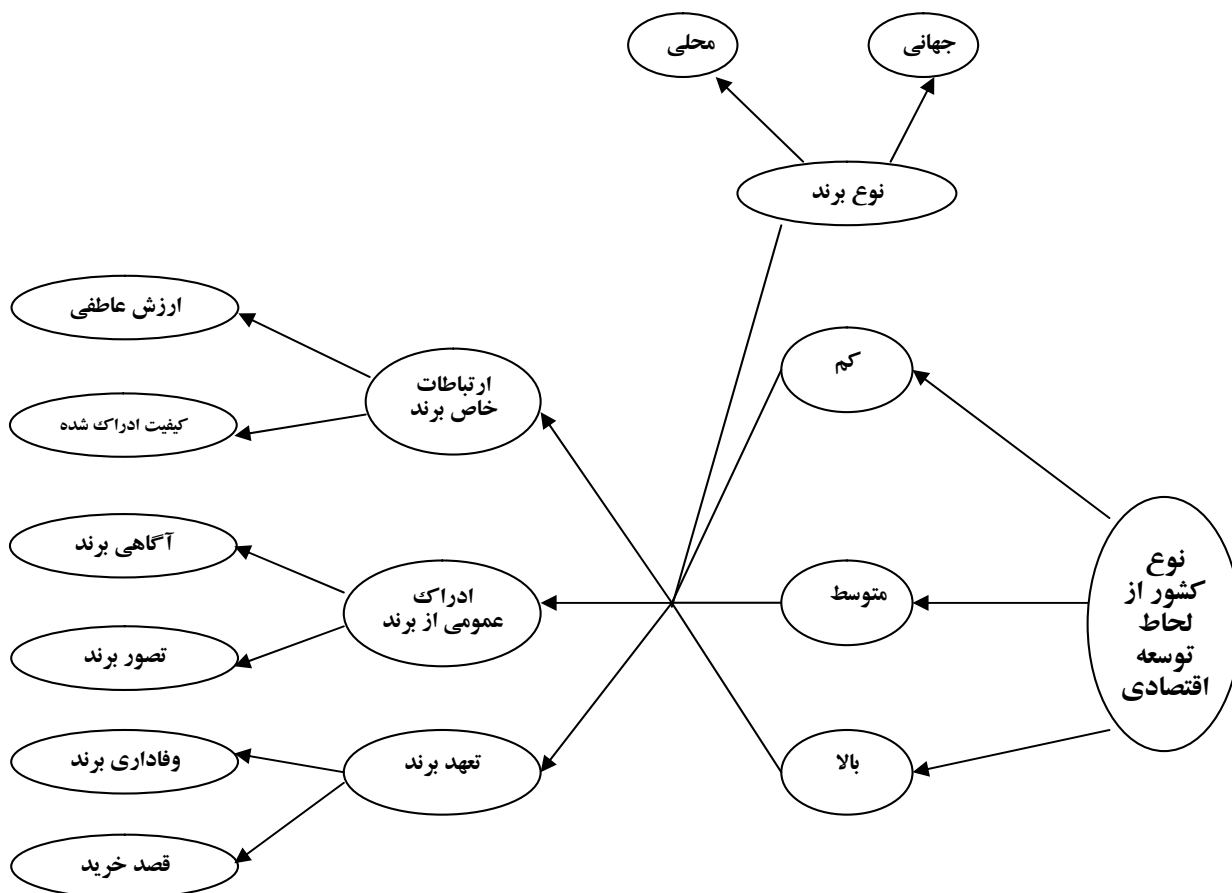 جهانی
محلی
نوع برند
ارزش عاطفی
کم
ارتباطات
خاص برند
کیفیت ادراک شده
آگاهی برند
نوع
کشور از
لحاط
توسعه
اقتصادی
متوسط
ادراک
عمومی از برند
تصور برند
بالا
تعهد برند
وفاداری برند
قصد خرید